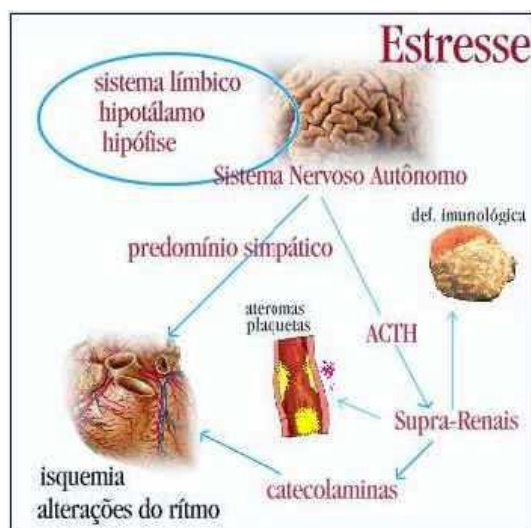 Estresse
sistema límbico
hipotálamo
hipófise
Sistema Nervoso Autônomo
def. imunológica
predomínio simpático
ateromas
plaquetas
ACTH
Supra-Renais
catecolaminas
isquemia
alterações do rítmo